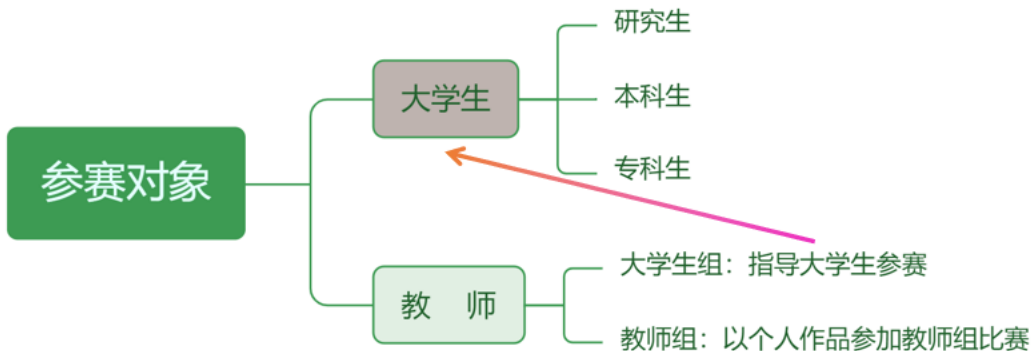 参赛对象
大学生
研究生
本科生
专科生
教 师
大学生组：指导大学生参赛
教师组：以个人作品参加教师组比赛